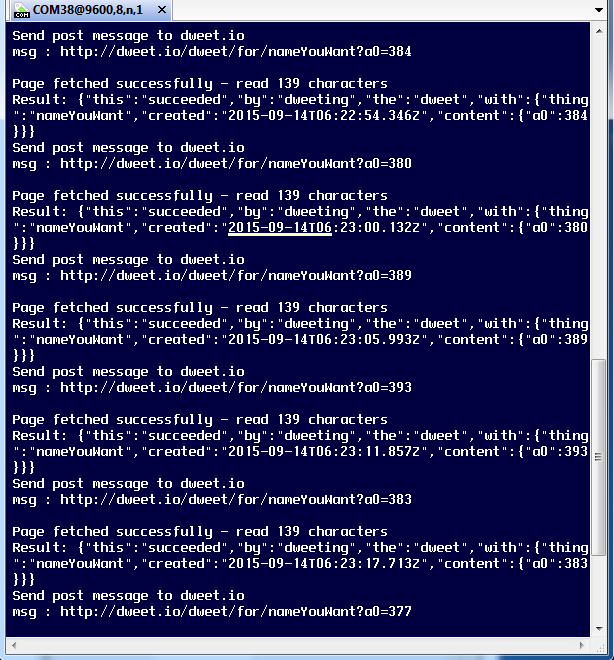 COM38@9600,8,n,1
Send post message to dweet.io
msg : http://dweet.io/dweet/for/nameYouWant?a0=384
Page fetched successfully - read 139 characters
Result: {"this":"succeeded","by":"dweeting","the":"dweet","with":{"thing
":"nameYouWant","created":"2015-09-14T06:22:54.346Z","content":{"a0":384
}}}
Send post message to dweet.io
msg : http://dweet.io/dweet/for/nameYouWant?a0=380
Page fetched successfully - read 139 characters
Result: {"this":"succeeded","by":"dweeting","the":"dweet","with":{"thing
":"nameYouWant","created":"2015-09-14T06:23:00.132Z","content":{"a0":380
}}}
Send post message to dweet.io
msg : http://dweet.io/dweet/for/nameYouWant?a0=389
Page fetched successfully - read 139 characters
Result: {"this":"succeeded","by":"dweeting","the":"dweet","with":{"thing
":"nameYouWant","created":"2015-09-14T06:23:05.993Z","content":{"a0":389
}}}
Send post message to dweet.io
msg : http://dweet.io/dweet/for/nameYouWant?a0=393
Page fetched successfully - read 139 characters
Result: {"this":"succeeded","by":"dweeting","the":"dweet","with":{"thing
":"nameYouWant","created":"2015-09-14T06:23:11.857Z","content":{"a0":393
}}}
Send post message to dweet.io
msg : http://dweet.io/dweet/for/nameYouWant?a0=383
Page fetched successfully - read 139 characters
Result: {"this":"succeeded","by":"dweeting","the":"dweet","with":{"thing
":"nameYouWant","created":"2015-09-14T06:23:17.713Z","content":{"a0":383
}}}
Send post message to dweet.io
msg : http://dweet.io/dweet/for/nameYouWant?a0=377